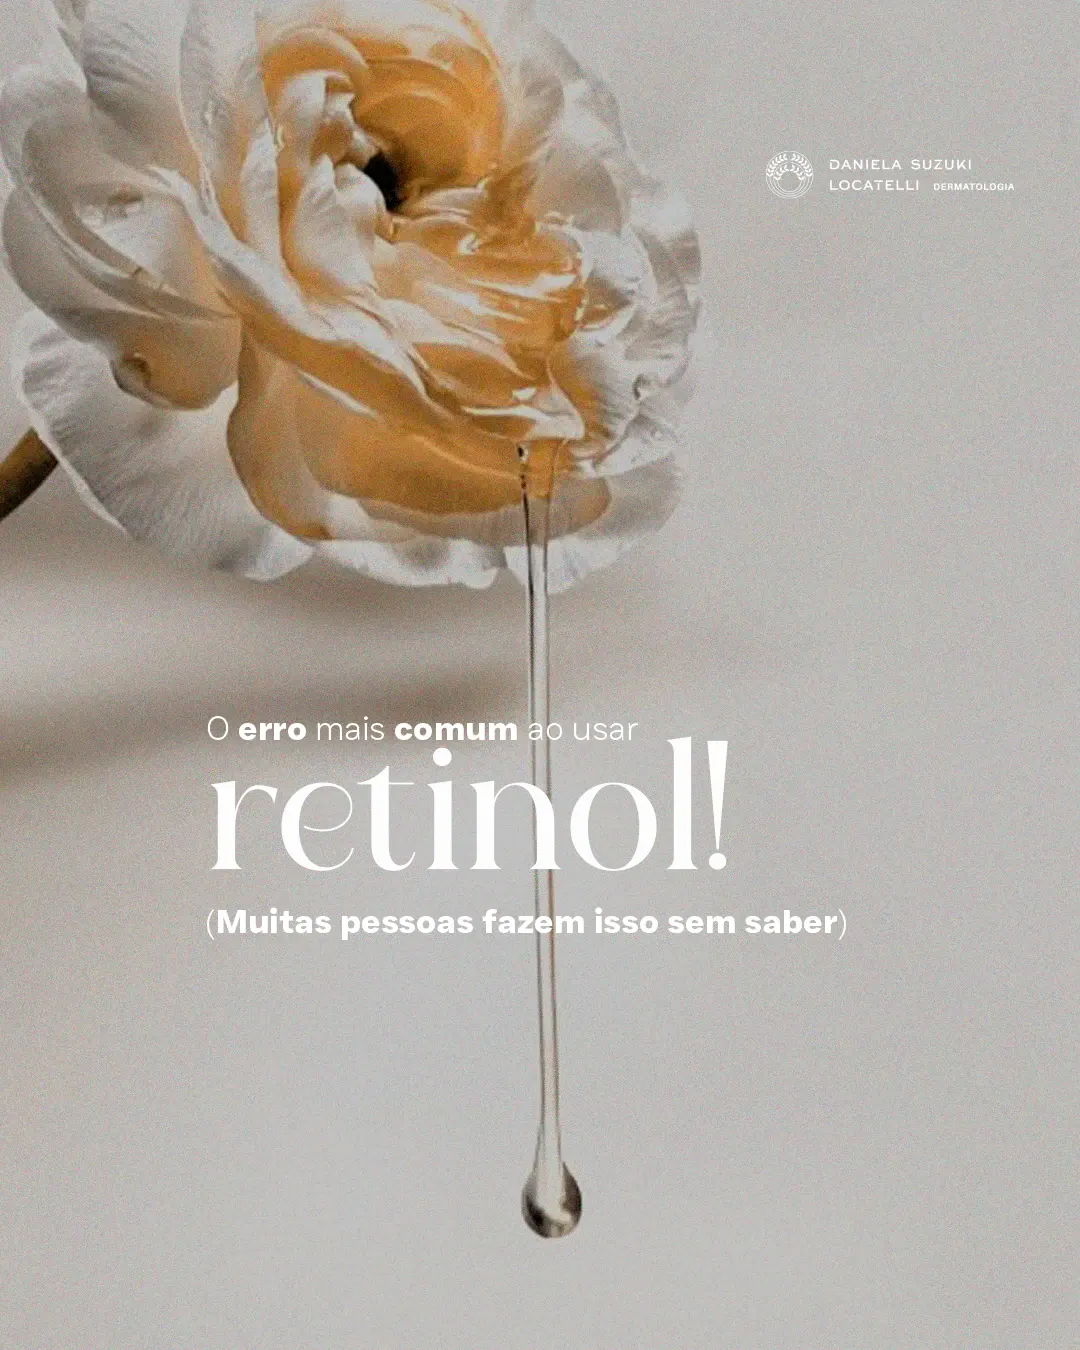 DANIELA SUZUKI
LOCATELLI DERMATOLOGIA
O erro mais comum ao usar
retinol!
(Muitas pessoas fazem isso sem saber)